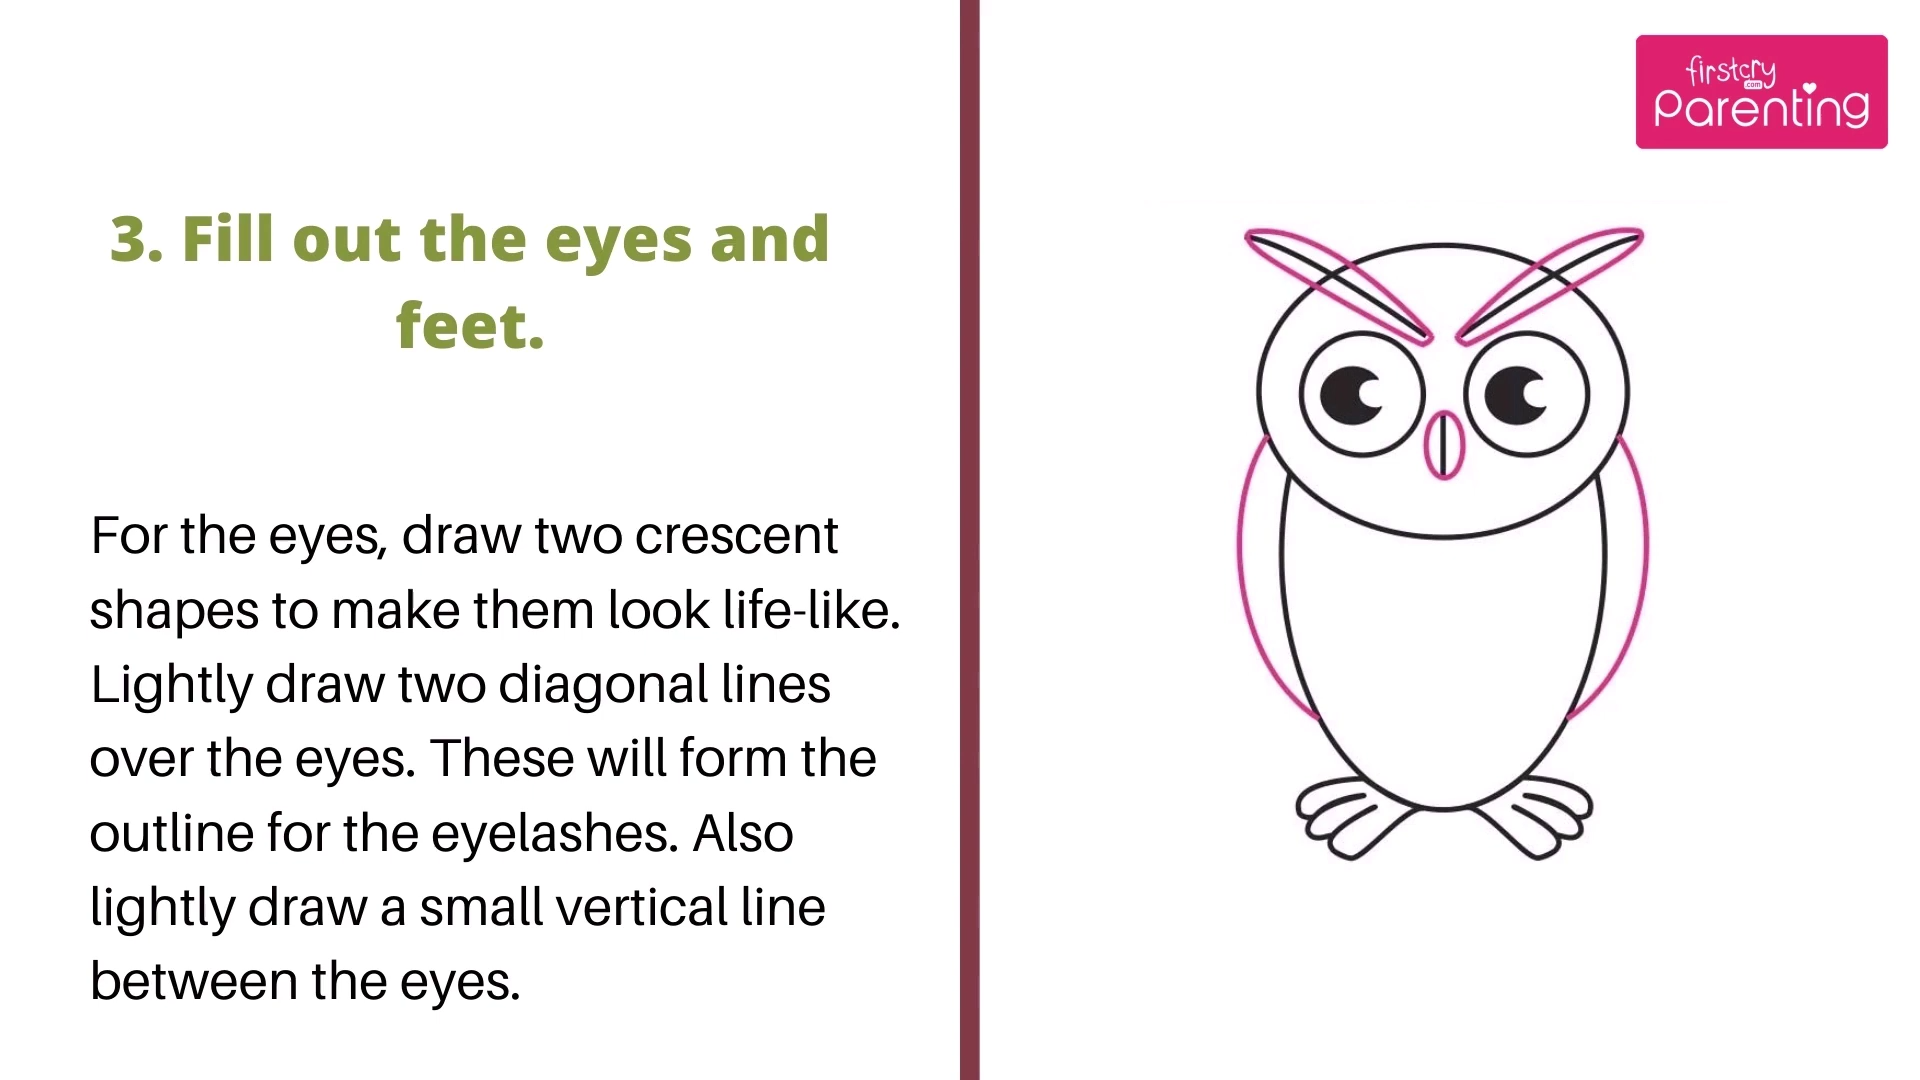 firstcry
.com
Parenting
3. Fill out the eyes and
feet.
For the eyes, draw two crescent
shapes to make them look life-like.
Lightly draw two diagonal lines
over the eyes. These will form the
outline for the eyelashes. Also
lightly draw a small vertical line
between the eyes.